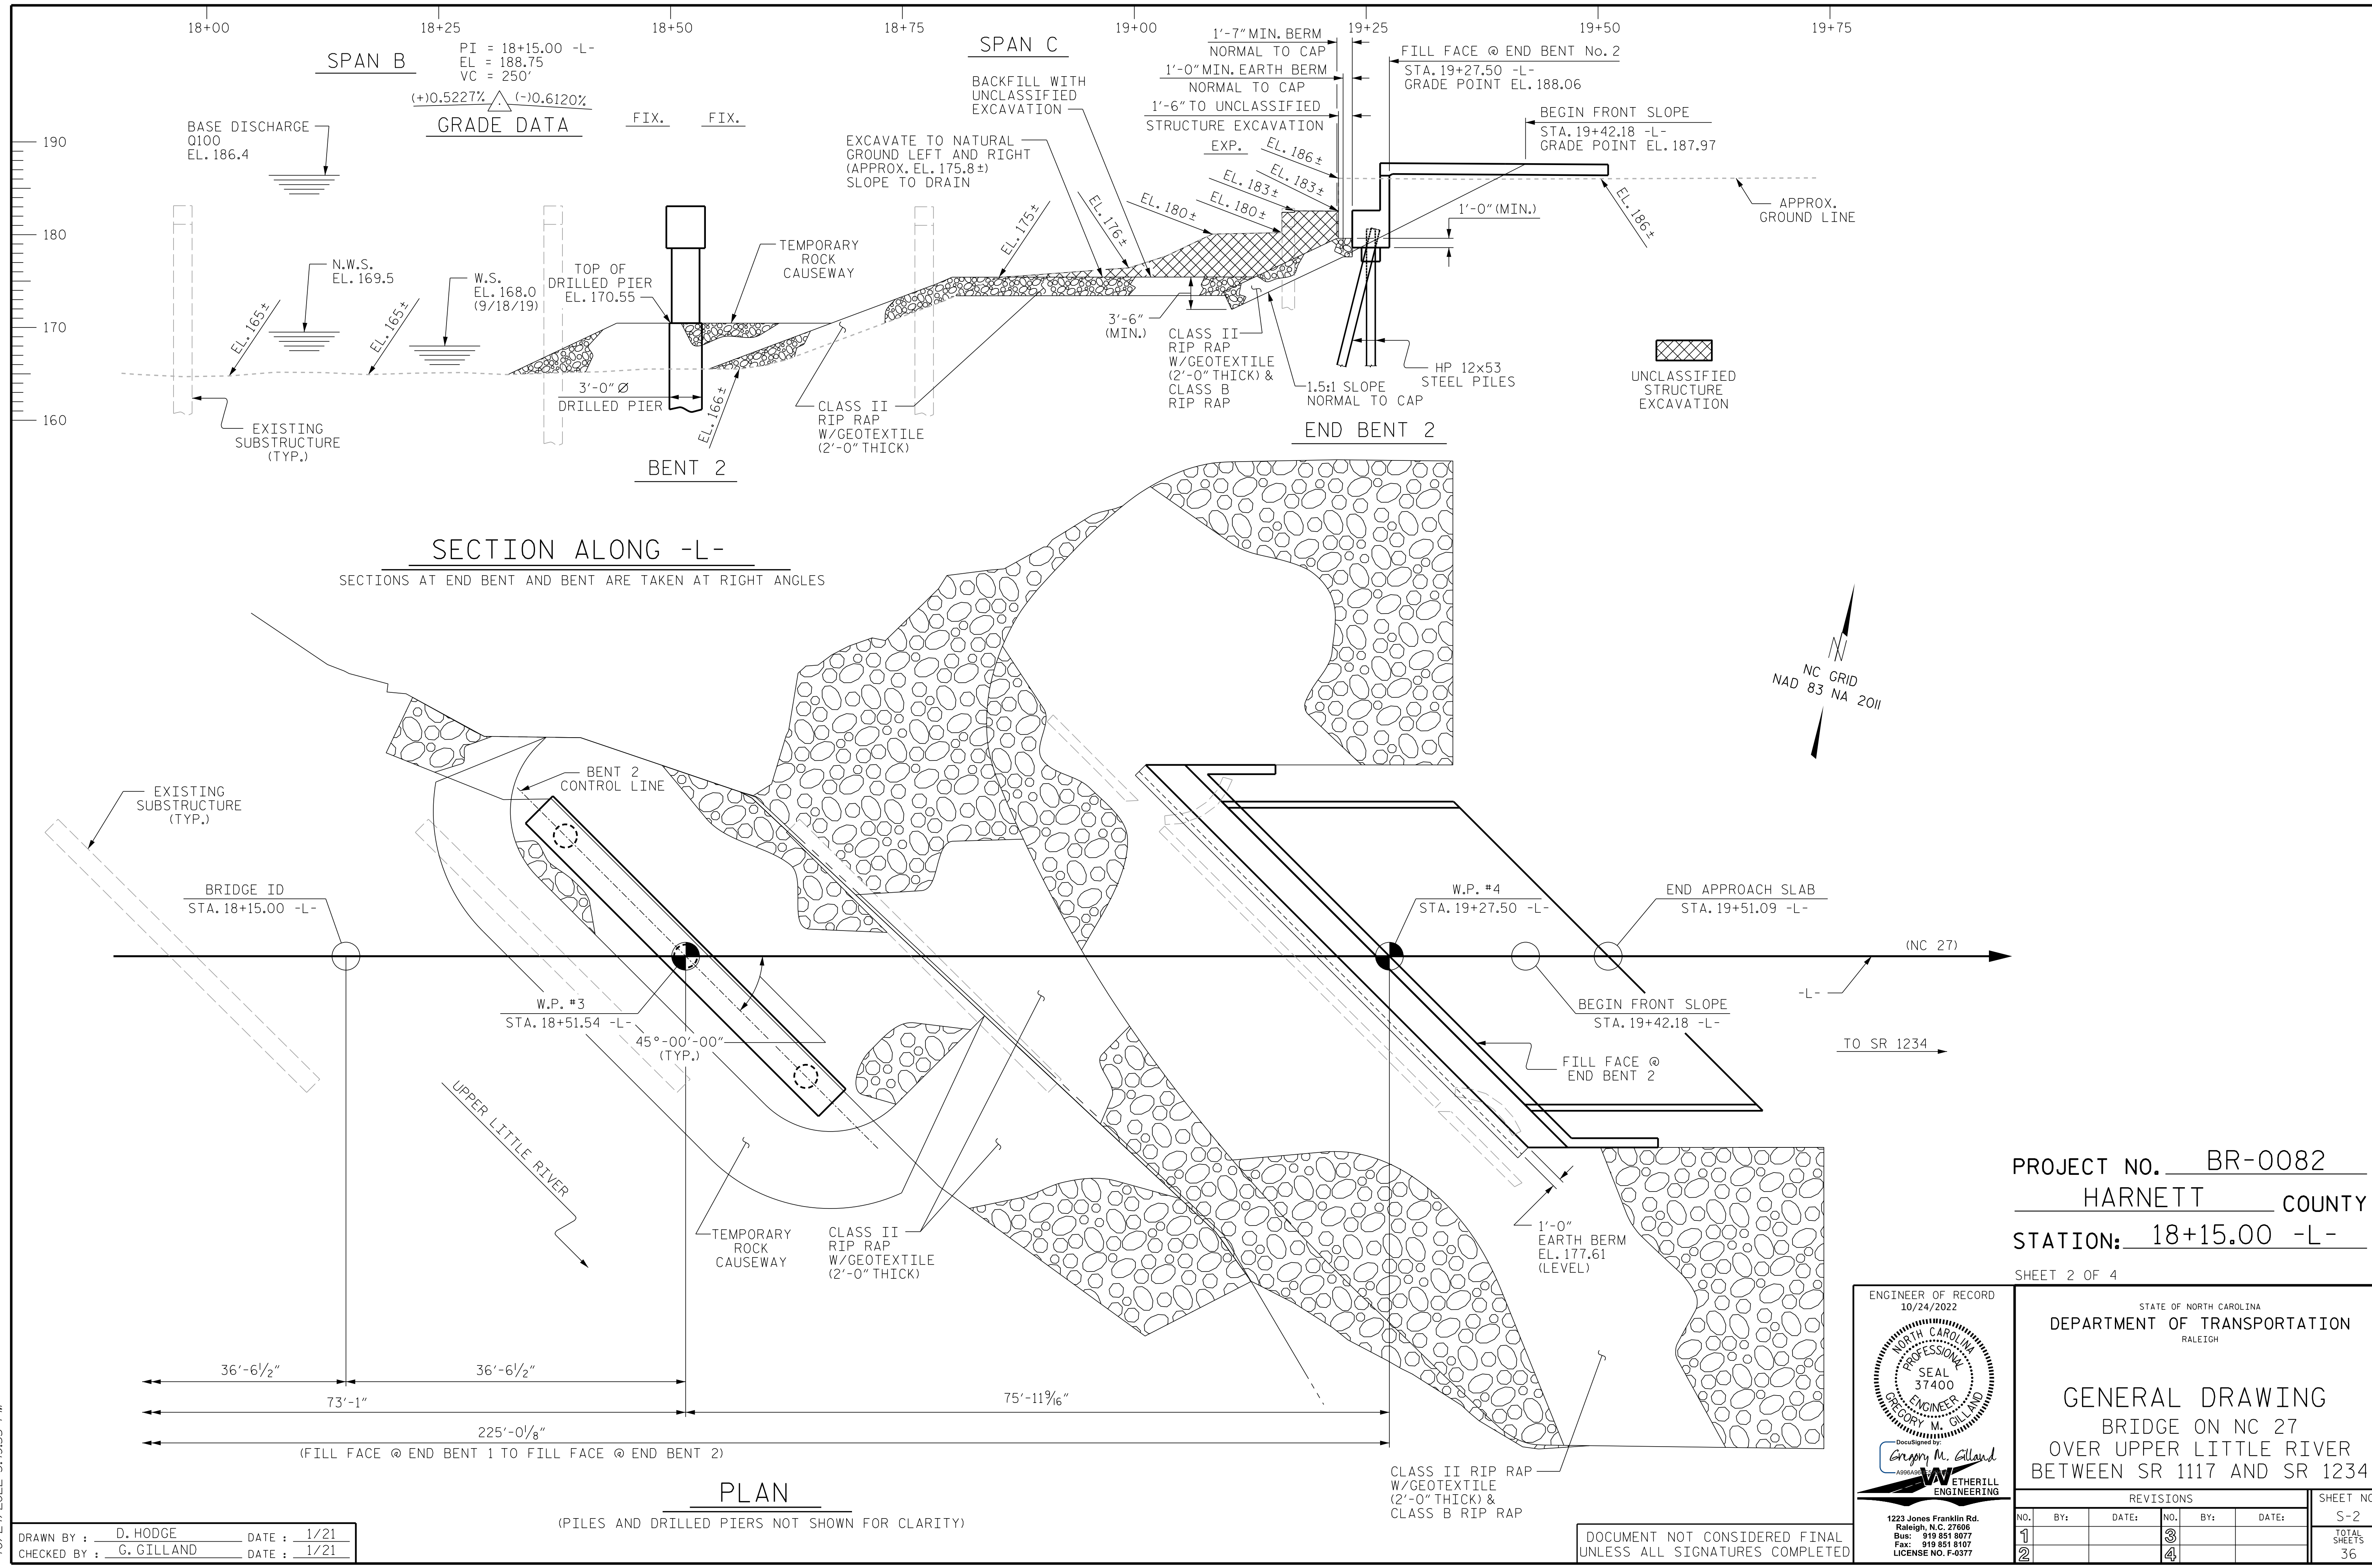 18+00
18+25
18+50
18+75
19+00
19+25
19+50
19+75
SPAN B
PI = 18+15.00 -L-
EL = 188.75
VC = 250'
(+)0.5227%
(-)0.6120%
GRADE DATA
FIX.
FIX.
SPAN C
BASE DISCHARGE
Q100
EL. 186.4
190
180
170
160
BACKFILL WITH
UNCLASSIFIED
EXCAVATION
EXCAVATE TO NATURAL
GROUND LEFT AND RIGHT
(APPROX. EL. 175.8±)
SLOPE TO DRAIN
1'-7" MIN. BERM
NORMAL TO CAP
1'-0" MIN. EARTH BERM
NORMAL TO CAP
1'-6" TO UNCLASSIFIED
STRUCTURE EXCAVATION
EXP.
FILL FACE @ END BENT No. 2
STA. 19+27.50 -L-
GRADE POINT EL. 188.06
BEGIN FRONT SLOPE
STA. 19+42.18 -L-
GRADE POINT EL. 187.97
EL. 186±
EL. 183±
EL. 183±
EL. 180±
EL. 180±
EL. 176±
EL. 175±
1'-0" (MIN.)
EL. 186±
APPROX.
GROUND LINE
N.W.S.
EL. 169.5
W.S.
EL. 168.0
(9/18/19)
TOP OF
DRILLED PIER
EL. 170.55
TEMPORARY
ROCK
CAUSEWAY
EL. 165±
EL. 165±
EL. 166±
3'-0" Ø
DRILLED PIER
EXISTING
SUBSTRUCTURE
(TYP.)
BENT 2
CLASS II
RIP RAP
W/GEOTEXTILE
(2'-0" THICK)
3'-6"
(MIN.)
CLASS II
RIP RAP
W/GEOTEXTILE
(2'-0" THICK) &
CLASS B
RIP RAP
1.5:1 SLOPE
NORMAL TO CAP
HP 12x53
STEEL PILES
END BENT 2
UNCLASSIFIED
STRUCTURE
EXCAVATION
SECTION ALONG -L-
SECTIONS AT END BENT AND BENT ARE TAKEN AT RIGHT ANGLES
N
NC GRID
NAD 83 NA 2011
EXISTING
SUBSTRUCTURE
(TYP.)
BENT 2
CONTROL LINE
BRIDGE ID
STA. 18+15.00 -L-
W.P. #3
STA. 18+51.54 -L-
45°-00'-00"
(TYP.)
W.P. #4
STA. 19+27.50 -L-
END APPROACH SLAB
STA. 19+51.09 -L-
(NC 27)
BEGIN FRONT SLOPE
STA. 19+42.18 -L-
-L-
TO SR 1234
FILL FACE @
END BENT 2
UPPER LITTLE RIVER
TEMPORARY
ROCK
CAUSEWAY
CLASS II
RIP RAP
W/GEOTEXTILE
(2'-0" THICK)
1'-0"
EARTH BERM
EL. 177.61
(LEVEL)
36'-6 1/2"
36'-6 1/2"
73'-1"
75'-11 9/16"
225'-0 1/8"
(FILL FACE @ END BENT 1 TO FILL FACE @ END BENT 2)
CLASS II RIP RAP
W/GEOTEXTILE
(2'-0" THICK) &
CLASS B RIP RAP
PLAN
(PILES AND DRILLED PIERS NOT SHOWN FOR CLARITY)
PROJECT NO. BR-0082
HARNETT COUNTY
STATION: 18+15.00 -L-
SHEET 2 OF 4
ENGINEER OF RECORD
10/24/2022
NORTH CAROLINA
PROFESSIONAL
SEAL
37400
ENGINEER
GREGORY M. GILLAND
DocuSigned by:
Gregory M. Gilland
WETHERILL
ENGINEERING
1223 Jones Franklin Rd.
Raleigh, N.C. 27606
Bus: 919 851 8077
Fax: 919 851 8107
LICENSE NO. F-0377
STATE OF NORTH CAROLINA
DEPARTMENT OF TRANSPORTATION
RALEIGH
GENERAL DRAWING
BRIDGE ON NC 27
OVER UPPER LITTLE RIVER
BETWEEN SR 1117 AND SR 1234
REVISIONS
SHEET NO
NO. BY: DATE: NO. BY: DATE:
S-2
1 3
TOTAL
SHEETS
2 4
36
DRAWN BY : D. HODGE DATE : 1/21
CHECKED BY : G. GILLAND DATE : 1/21
DOCUMENT NOT CONSIDERED FINAL
UNLESS ALL SIGNATURES COMPLETED